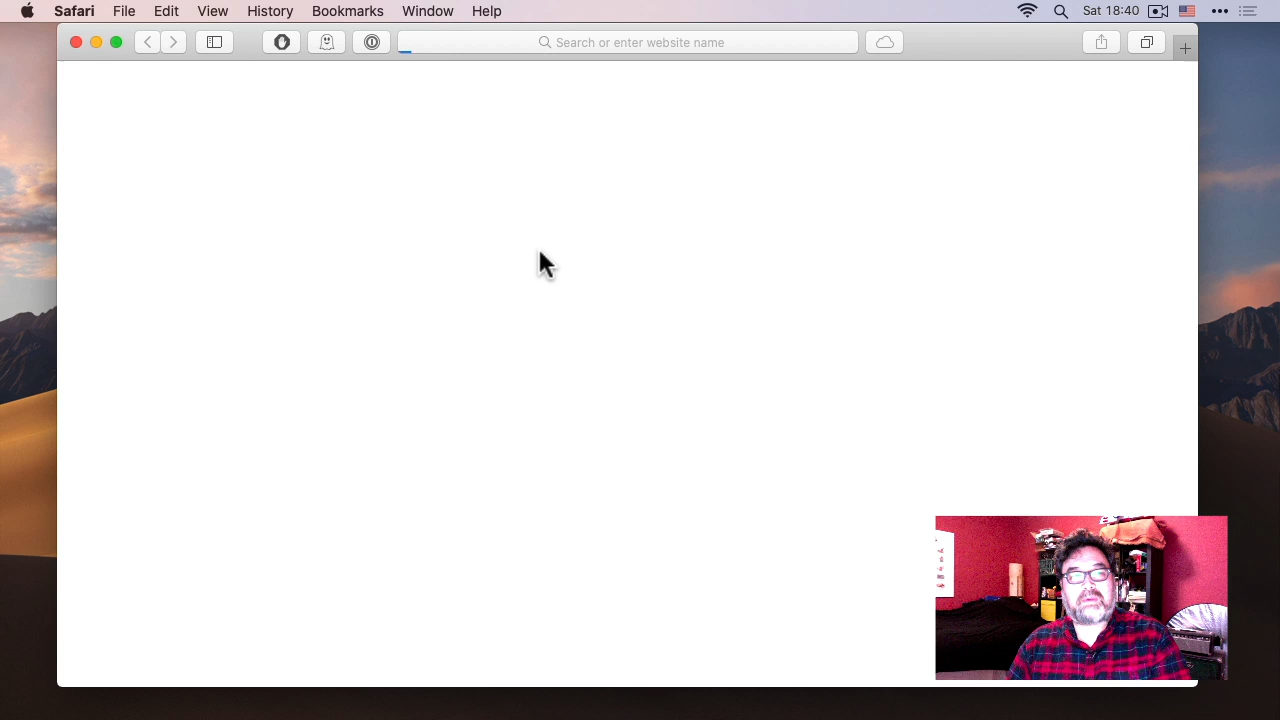 Safari File Edit View History Bookmarks Window Help Sat 18:40
Search or enter website name